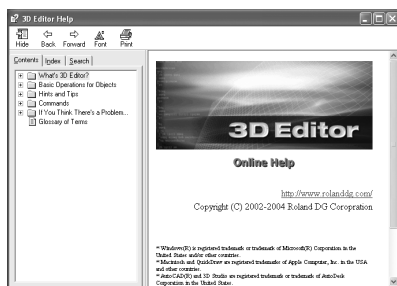 3D Editor Help
Hide Back Forward Font Print
Contents Index Search
What's 3D Editor?
Basic Operations for Objects
Hints and Tips
Commands
If You Think There's a Problem...
Glossary of Terms
3D Editor
Online Help
http://www.rolanddg.com/
Copyright (C) 2002-2004 Roland DG Coropration
* Windows(R) is registered trademark or trademark of Microsoft(R) Corporation in the
United States and/or other countries.
* Macintosh and QuickDraw are registered trademarks of Apple Computer, Inc. in the USA
and other countries.
* AutoCAD(R) and 3D Studio are registered trademark or trademark of AutoDesk
Corporation in the United States.